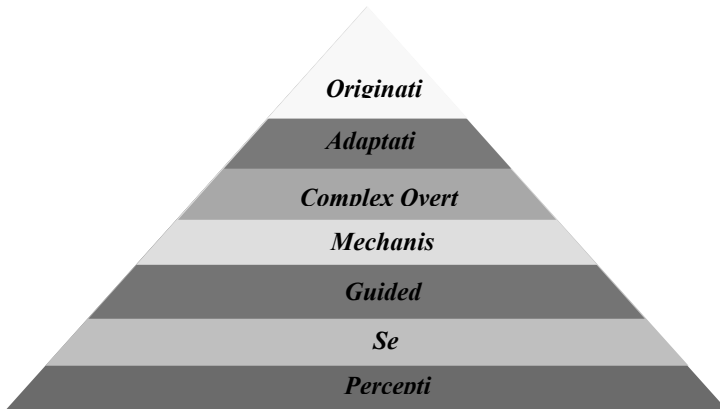 Originati
Adaptati
Complex Overt
Mechanis
Guided
Se
Percepti